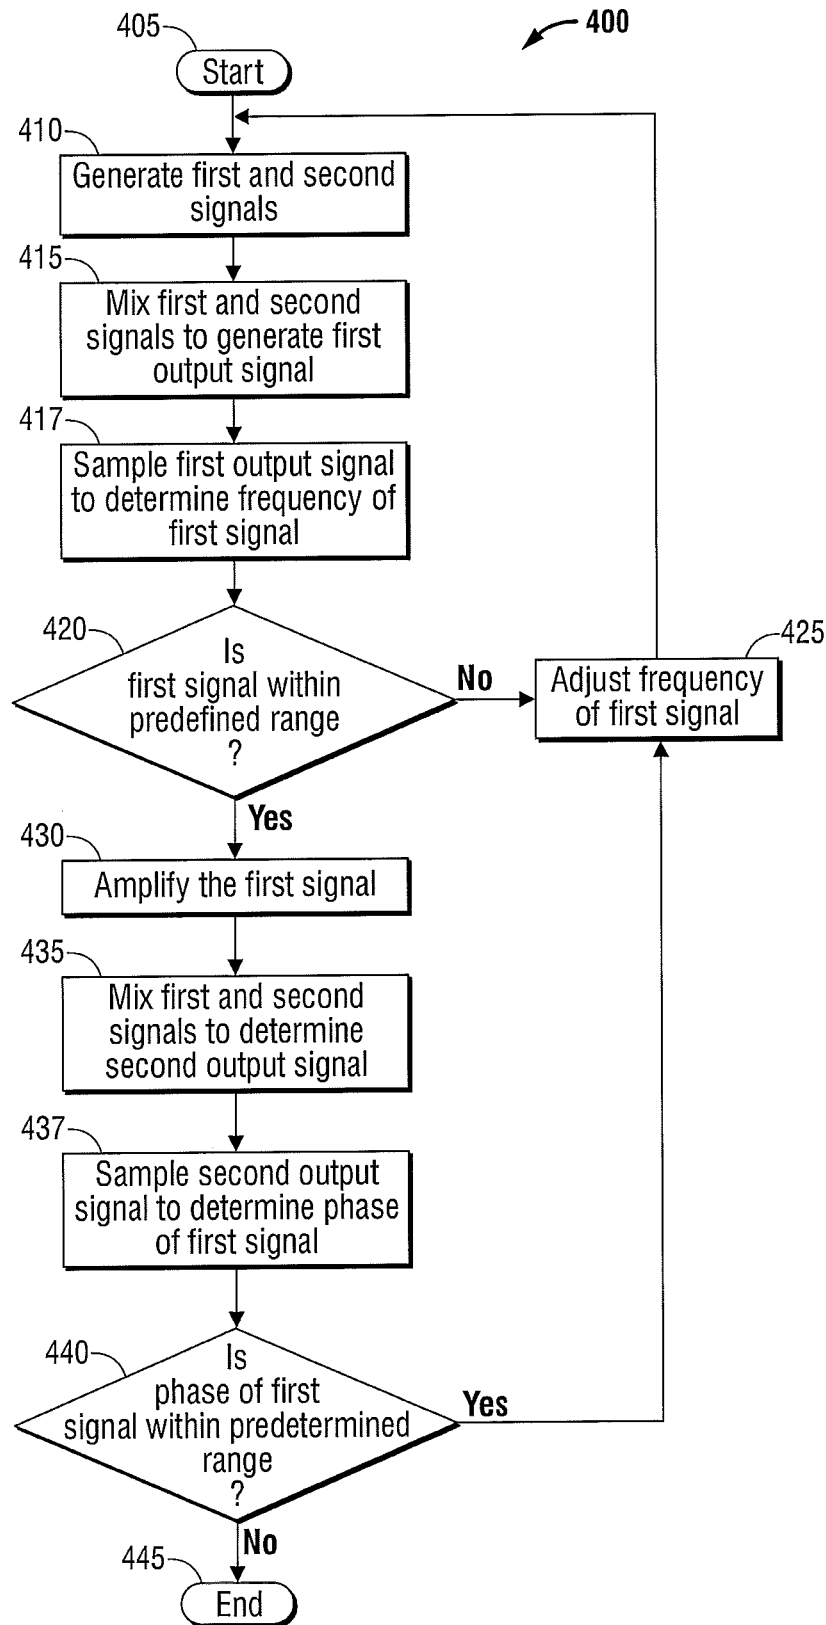 400
405
Start
410
Generate first and second
signals
415
Mix first and second
signals to generate first
output signal
417
Sample first output signal
to determine frequency of
first signal
420
Is
first signal within
predefined range
?
No
425
Adjust frequency
of first signal
Yes
430
Amplify the first signal
435
Mix first and second
signals to determine
second output signal
437
Sample second output
signal to determine phase
of first signal
440
Is
phase of first
signal within predetermined
range
?
Yes
No
445
End